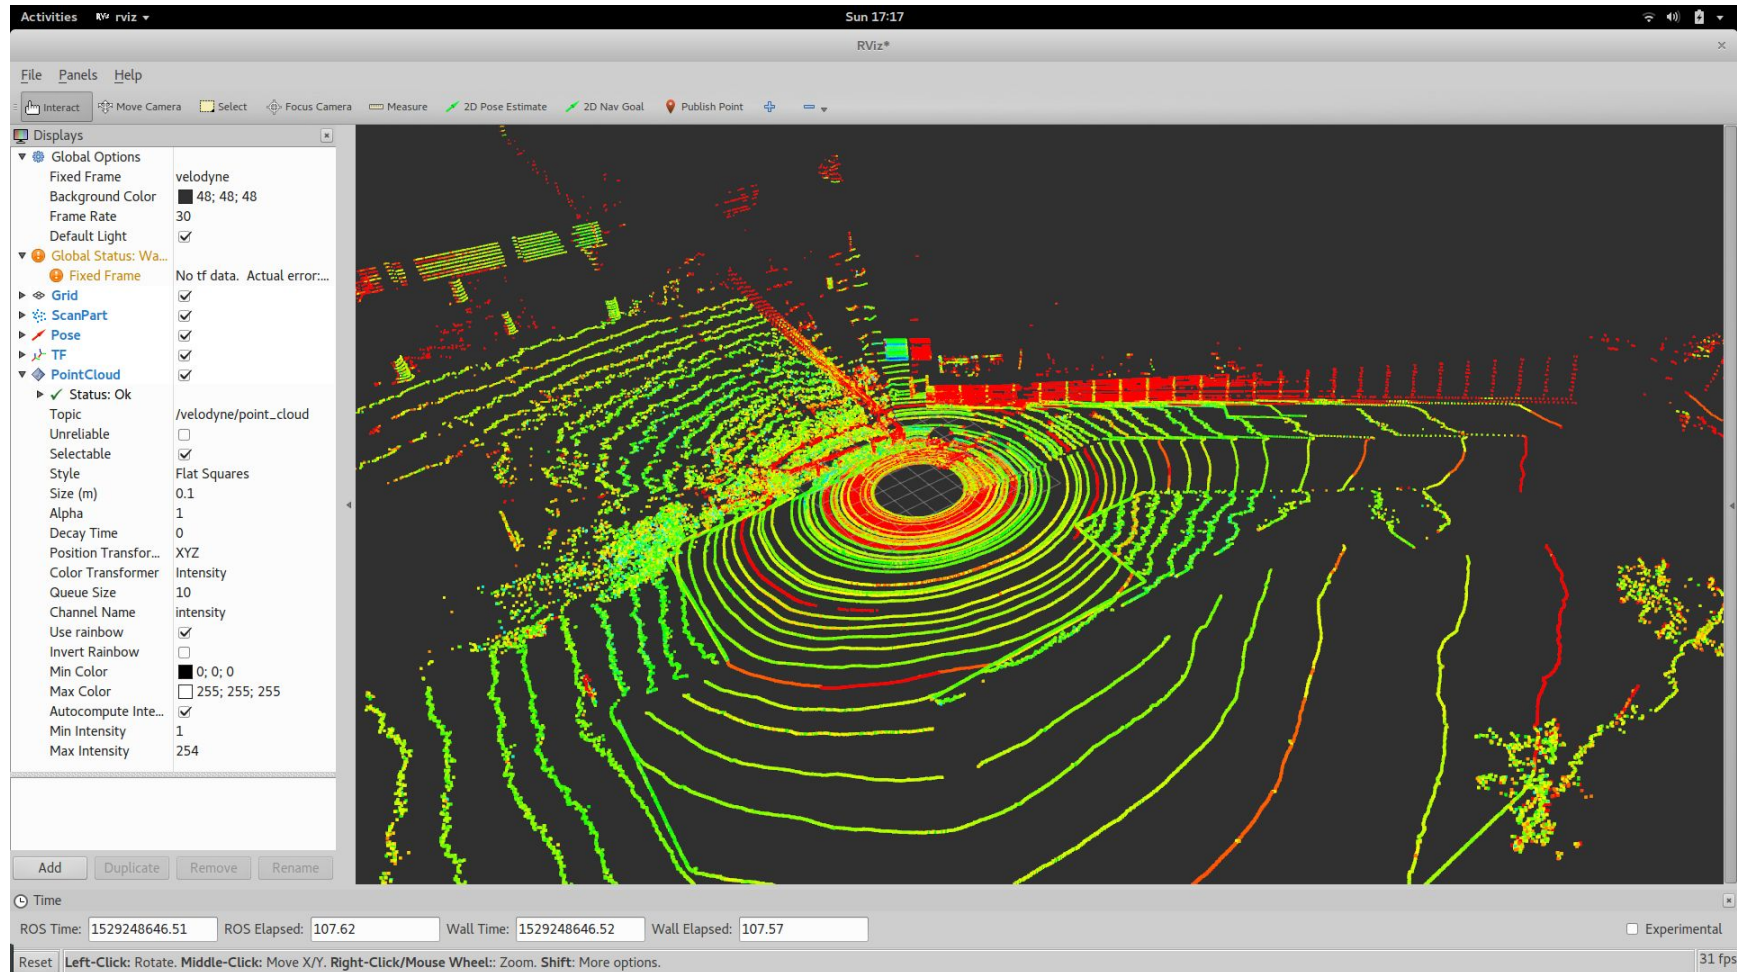 Activities RViz rviz Sun 17:17
RViz*
File Panels Help
Interact Move Camera Select Focus Camera Measure 2D Pose Estimate 2D Nav Goal Publish Point
Displays
Global Options
Fixed Frame velodyne
Background Color 48; 48; 48
Frame Rate 30
Default Light
Global Status: Wa...
Fixed Frame No tf data. Actual error:...
Grid
ScanPart
Pose
TF
PointCloud
Status: Ok
Topic /velodyne/point_cloud
Unreliable
Selectable
Style Flat Squares
Size (m) 0.1
Alpha 1
Decay Time 0
Position Transfor... XYZ
Color Transformer Intensity
Queue Size 10
Channel Name intensity
Use rainbow
Invert Rainbow
Min Color 0; 0; 0
Max Color 255; 255; 255
Autocompute Inte...
Min Intensity 1
Max Intensity 254
Add Duplicate Remove Rename
Time
ROS Time: 1529248646.51 ROS Elapsed: 107.62 Wall Time: 1529248646.52 Wall Elapsed: 107.57 Experimental
Reset Left-Click: Rotate. Middle-Click: Move X/Y. Right-Click/Mouse Wheel:: Zoom. Shift: More options. 31 fps